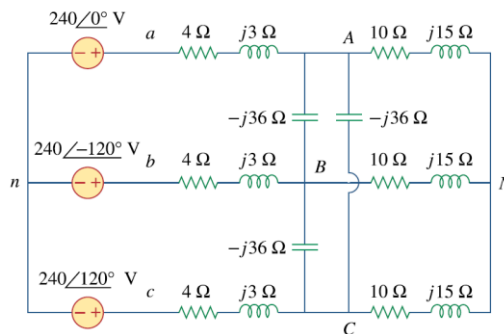 240/0° V a 4 Ω j3 Ω A 10 Ω j15 Ω
−j36 Ω −j36 Ω
240/−120° V
n b 4 Ω j3 Ω B 10 Ω j15 Ω
−j36 Ω
240/120° V c 4 Ω j3 Ω 10 Ω j15 Ω
C